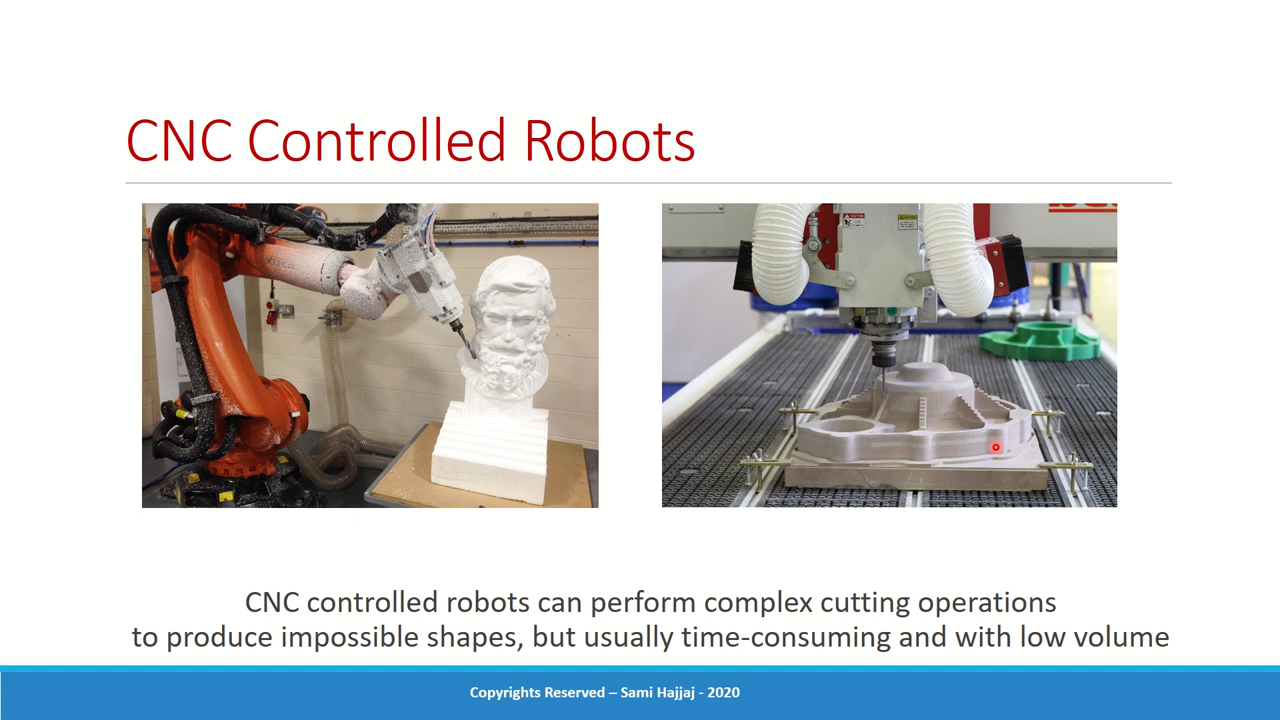 CNC Controlled Robots
CNC controlled robots can perform complex cutting operations
to produce impossible shapes, but usually time-consuming and with low volume
Copyrights Reserved – Sami Hajjaj - 2020